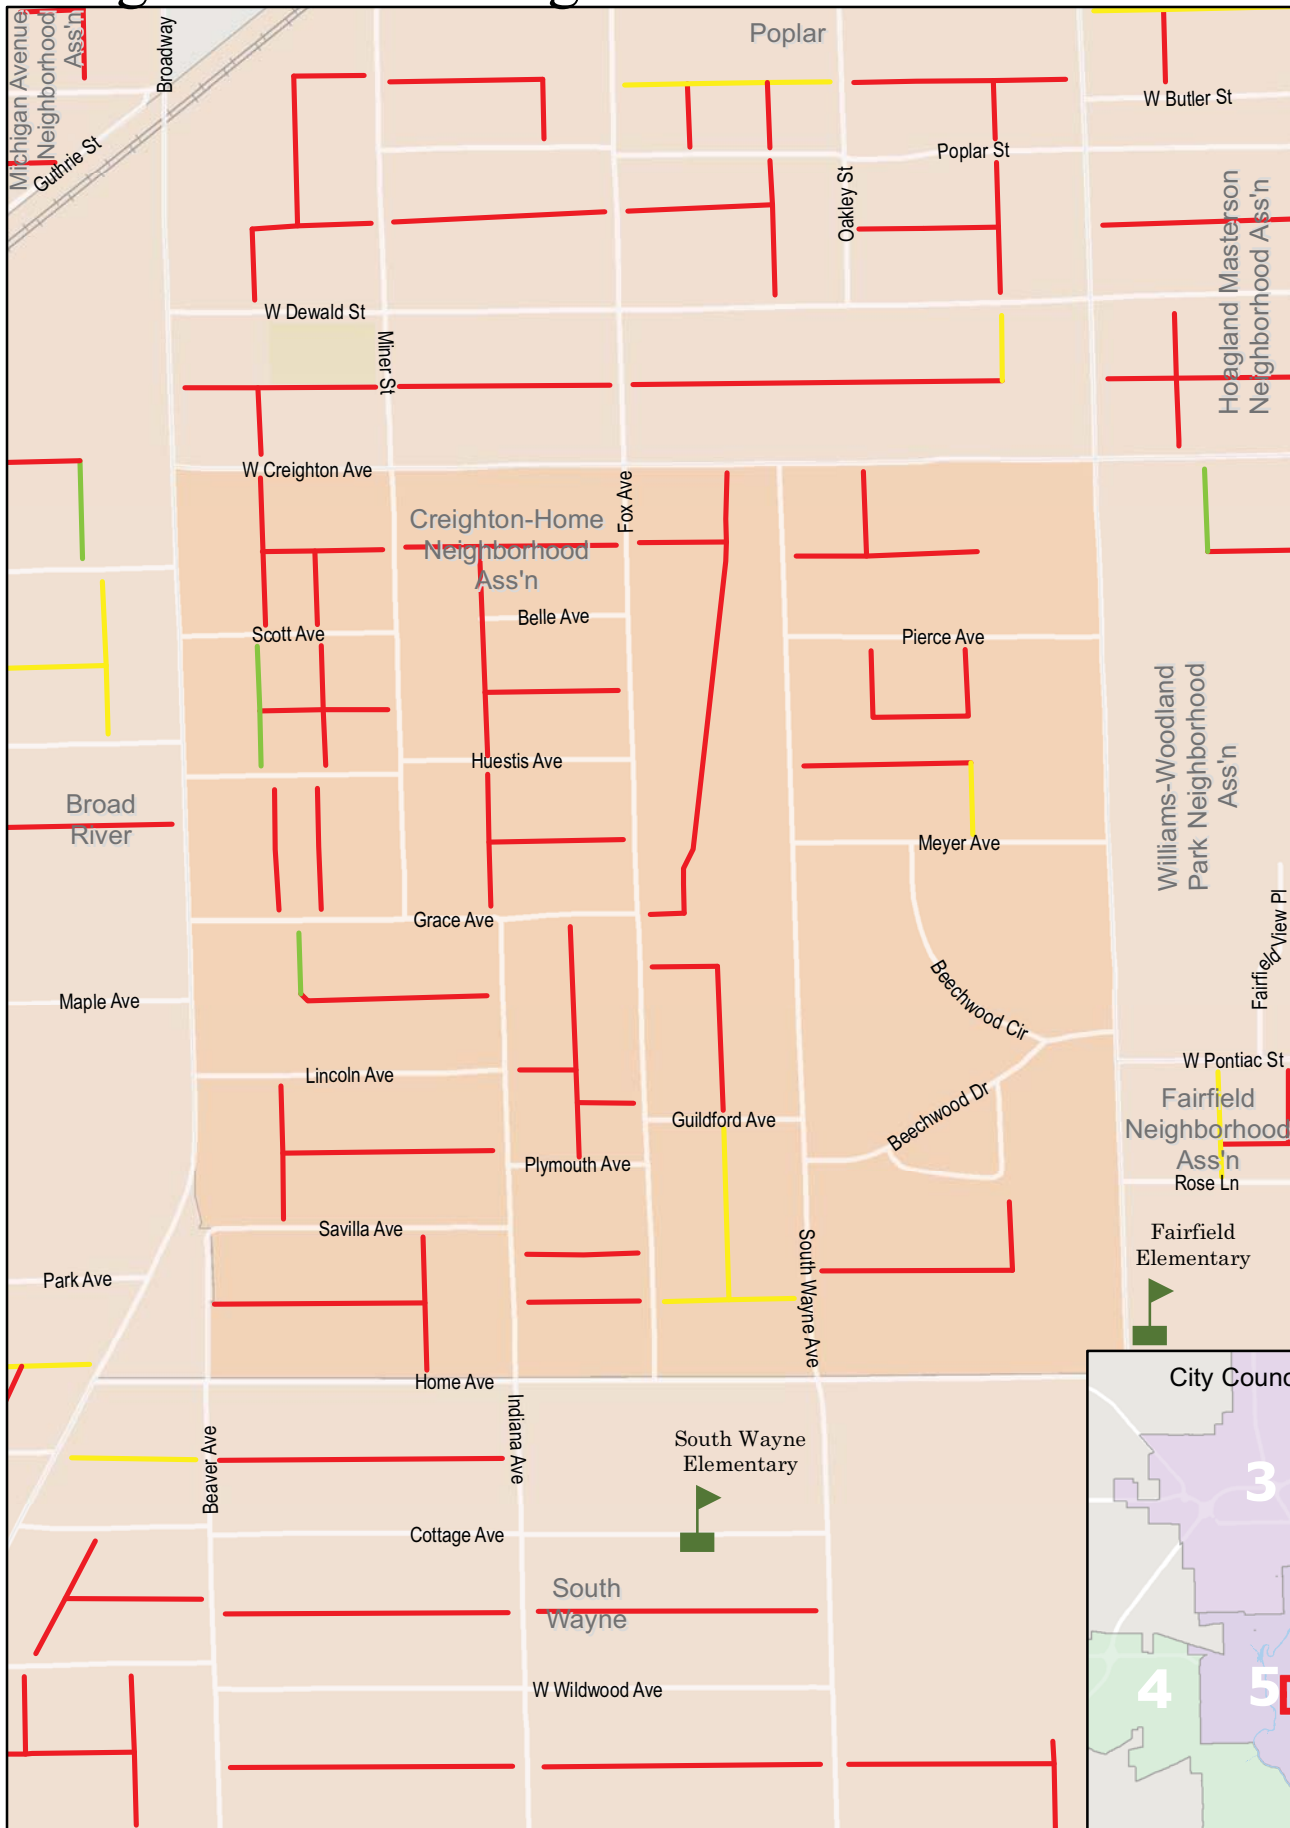 Michigan Avenue
Neighborhood
Ass'n
Broadway
Poplar
W Butler St
Guthrie St
Poplar St
Oakley St
Hoagland Masterson
Neighborhood Ass'n
W Dewald St
Miner St
W Creighton Ave
Fox Ave
Creighton-Home
Neighborhood
Ass'n
Belle Ave
Scott Ave
Pierce Ave
Williams-Woodland
Park Neighborhood
Ass'n
Huestis Ave
Broad
River
Meyer Ave
Grace Ave
Fairfield View Pl
Beechwood Cir
Maple Ave
W Pontiac St
Lincoln Ave
Fairfield
Neighborhood
Ass'n
Beechwood Dr
Guildford Ave
Plymouth Ave
Rose Ln
Savilla Ave
South Wayne Ave
Fairfield
Elementary
Park Ave
Home Ave
City Counc
Indiana Ave
Beaver Ave
South Wayne
Elementary
3
Cottage Ave
South
Wayne
W Wildwood Ave
4
5